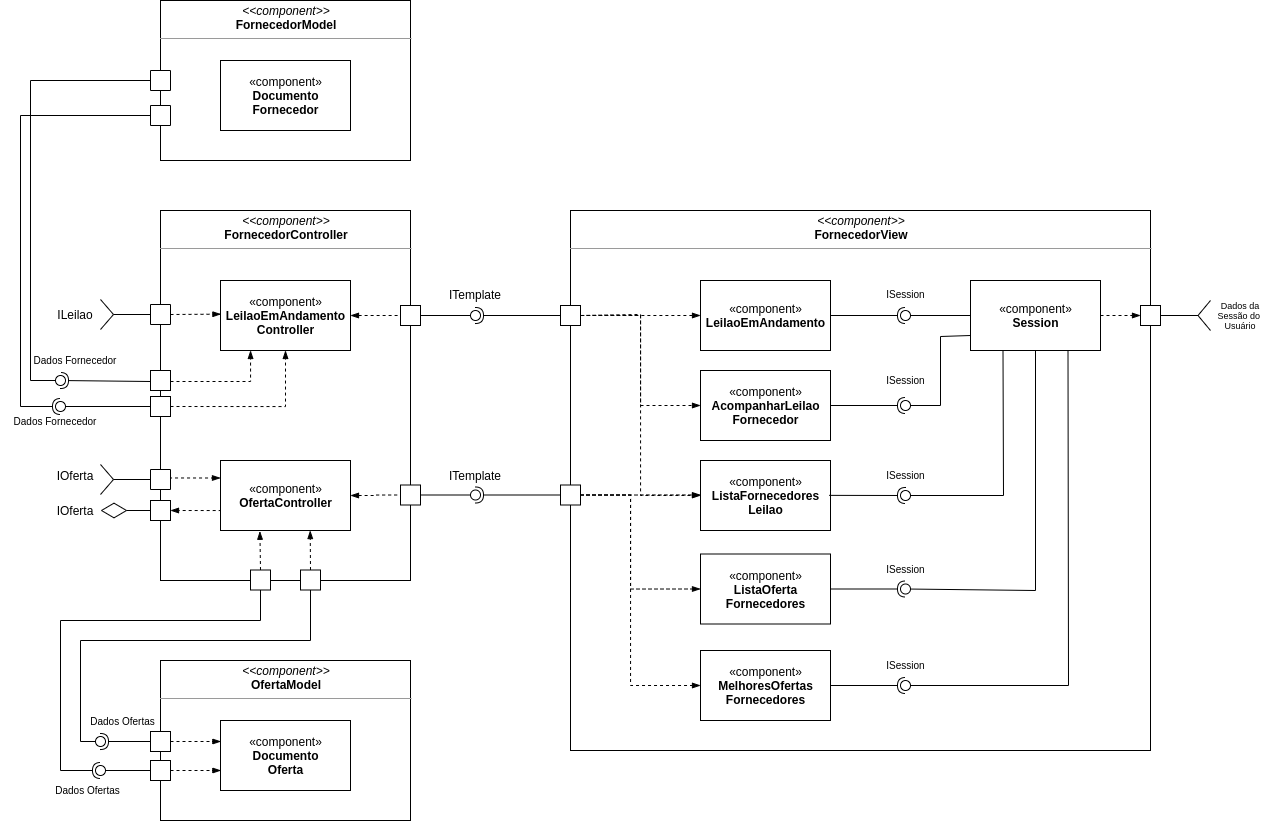 <<component>>
FornecedorModel
«component»
Documento
Fornecedor
<<component>>
FornecedorController
«component»
LeilaoEmAndamento
Controller
ILeilao
Dados Fornecedor
Dados Fornecedor
IOferta
IOferta
«component»
OfertaController
ITemplate
ITemplate
<<component>>
OfertaModel
«component»
Documento
Oferta
Dados Ofertas
Dados Ofertas
<<component>>
FornecedorView
«component»
LeilaoEmAndamento
ISession
«component»
Session
Dados da
Sessão do
Usuário
«component»
AcompanharLeilao
Fornecedor
ISession
«component»
ListaFornecedores
Leilao
ISession
«component»
ListaOferta
Fornecedores
ISession
«component»
MelhoresOfertas
Fornecedores
ISession